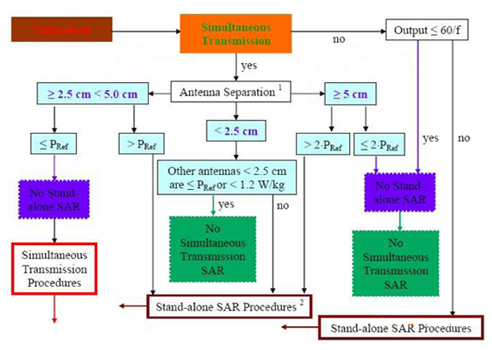 Simultaneous
Transmission
no
Output ≤ 60/f
yes
≥ 2.5 cm < 5.0 cm
Antenna Separation 1
≥ 5 cm
< 2.5 cm
≤ PRef
> PRef
> 2·PRef
≤ 2·PRef
yes
no
Other antennas < 2.5 cm
are ≤ PRef or < 1.2 W/kg
No Stand-
alone SAR
No Stand-
alone SAR
yes
no
No
Simultaneous
Transmission
SAR
No
Simultaneous
Transmission
SAR
Simultaneous
Transmission
Procedures
Stand-alone SAR Procedures 2
Stand-alone SAR Procedures